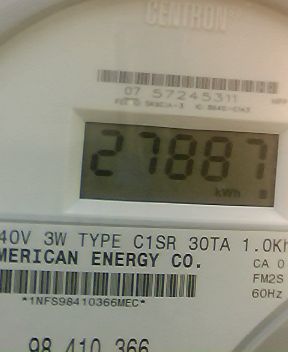 CENTRON
07 57245311
27887
kWh
40V 3W TYPE C1SR 30TA 1.0Kh
MERICAN ENERGY CO.
CA 0
FM2S
60Hz
*1NFS98410366MEC*
98 410 366